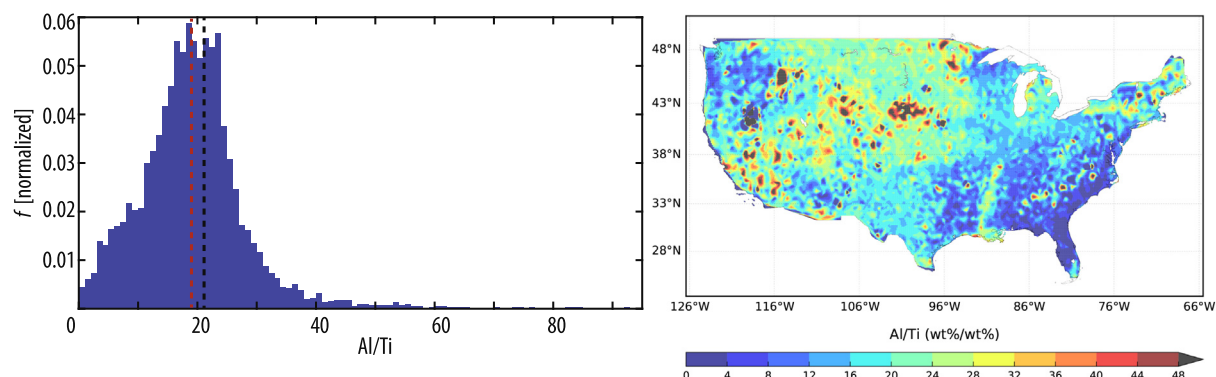 0.06
0.05
0.04
0.03
0.02
0.01
f [normalized]
0 20 40 60 80
Al/Ti
48°N
43°N
38°N
33°N
28°N
126°W 116°W 106°W 96°W 86°W 76°W 66°W
Al/Ti (wt%/wt%)
0 4 8 12 16 20 24 28 32 36 40 44 48